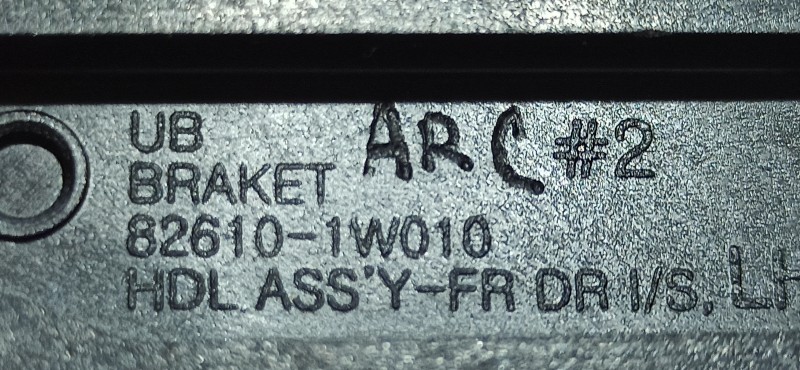 UB
BRAKET ARC #2
82610-1W010
HDL ASS'Y-FR DR I/S, LH